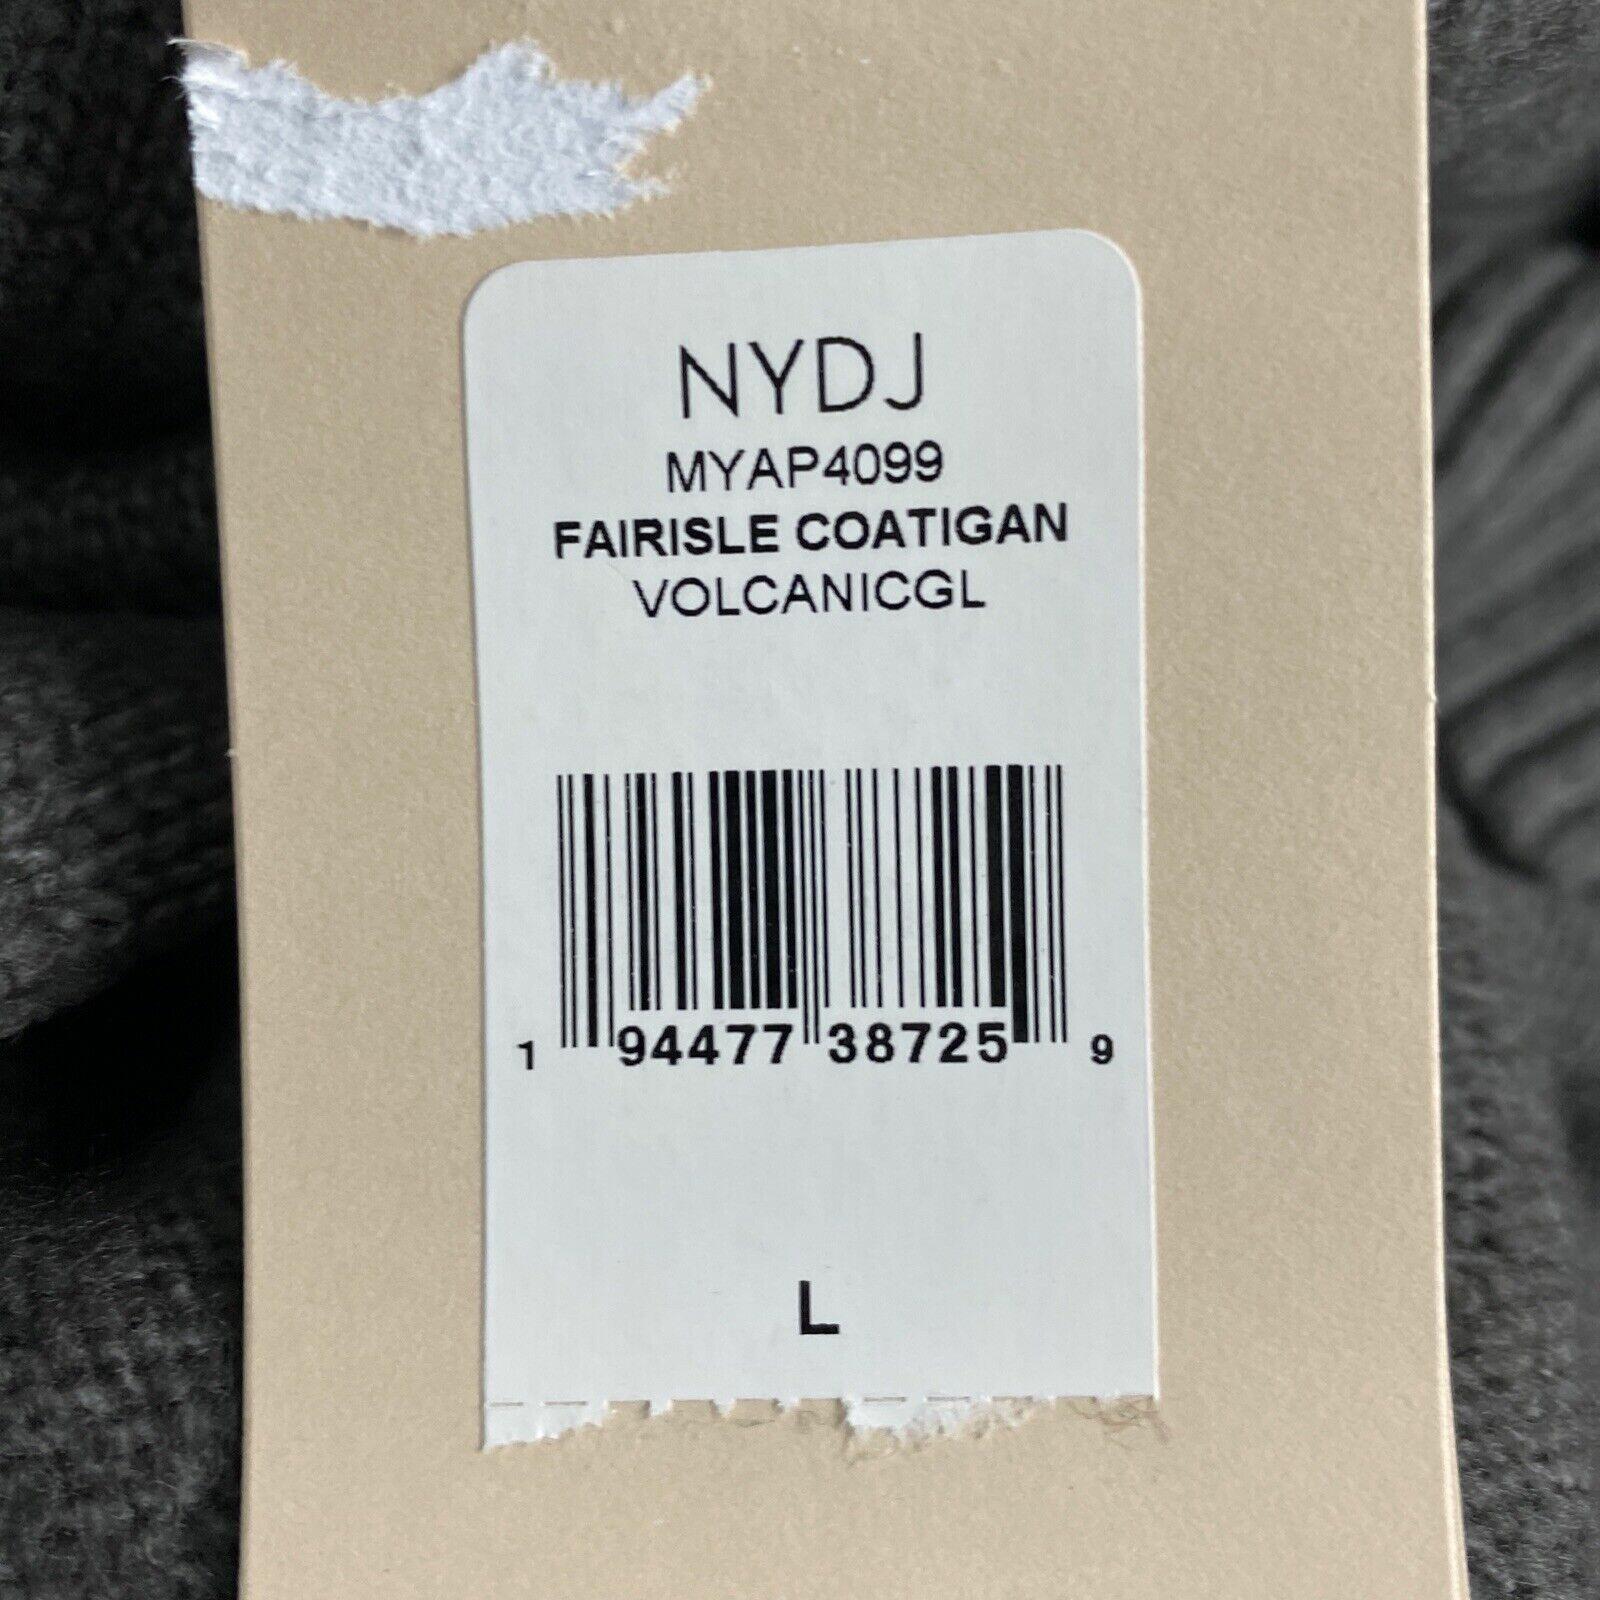 NYDJ
MYAP4099
FAIRISLE COATIGAN
VOLCANICGL
1 94477 38725 9
L